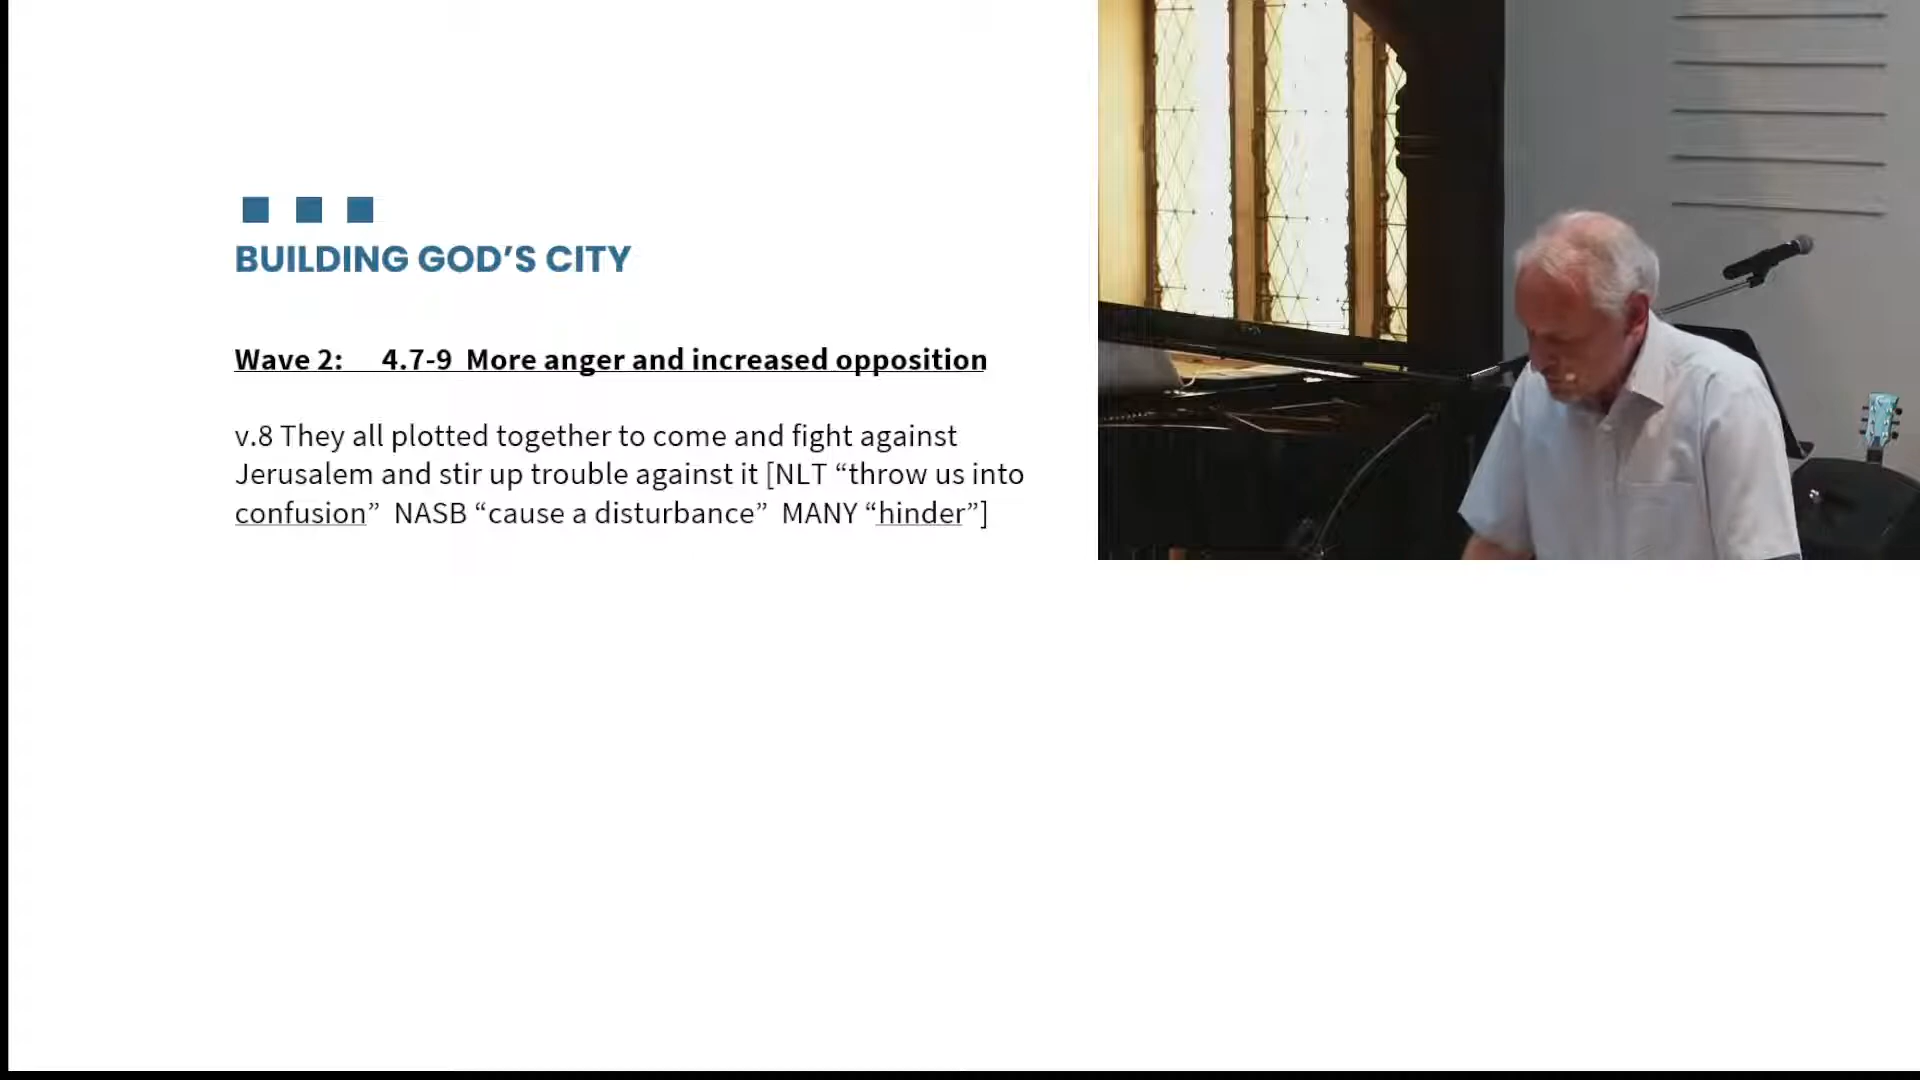 BUILDING GOD’S CITY
Wave 2: 4.7-9 More anger and increased opposition
v.8 They all plotted together to come and fight against
Jerusalem and stir up trouble against it [NLT “throw us into
confusion” NASB “cause a disturbance” MANY “hinder”]